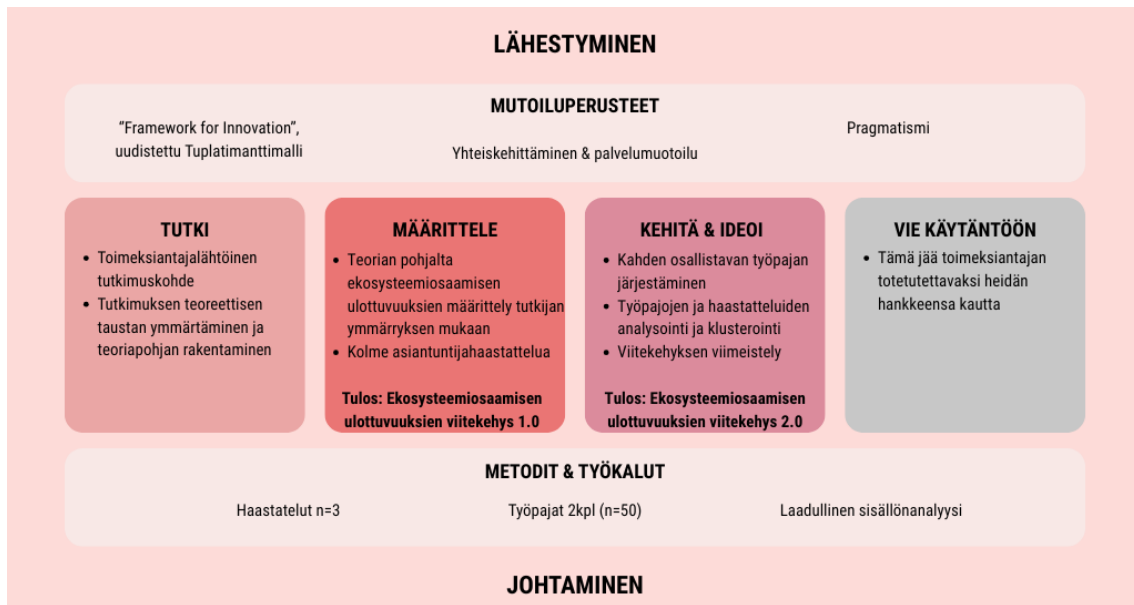 LÄHESTYMINEN
MUTOILUPERUSTEET
“Framework for Innovation”,
uudistettu Tuplatimanttimalli
Yhteiskehittäminen & palvelumuotoilu
Pragmatismi
TUTKI
• Toimeksiantajalähtöinen
tutkimuskohde
• Tutkimuksen teoreettisen
taustan ymmärtäminen ja
teoriapohjan rakentaminen
MÄÄRITTELE
• Teorian pohjalta
ekosysteemiosaamisen
ulottuvuuksien määrittely tutkijan
ymmärryksen mukaan
• Kolme asiantuntijahaastattelua
Tulos: Ekosysteemiosaamisen
ulottuvuuksien viitekehys 1.0
KEHITÄ & IDEOI
• Kahden osallistavan työpajan
järjestäminen
• Työpajojen ja haastatteluiden
analysointi ja klusterointi
• Viitekehyksen viimeistely
Tulos: Ekosysteemiosaamisen
ulottuvuuksien viitekehys 2.0
VIE KÄYTÄNTÖÖN
• Tämä jää toimeksiantajan
totetutettavaksi heidän
hankkeensa kautta
METODIT & TYÖKALUT
Haastatelut n=3
Työpajat 2kpl (n=50)
Laadullinen sisällönanalyysi
JOHTAMINEN